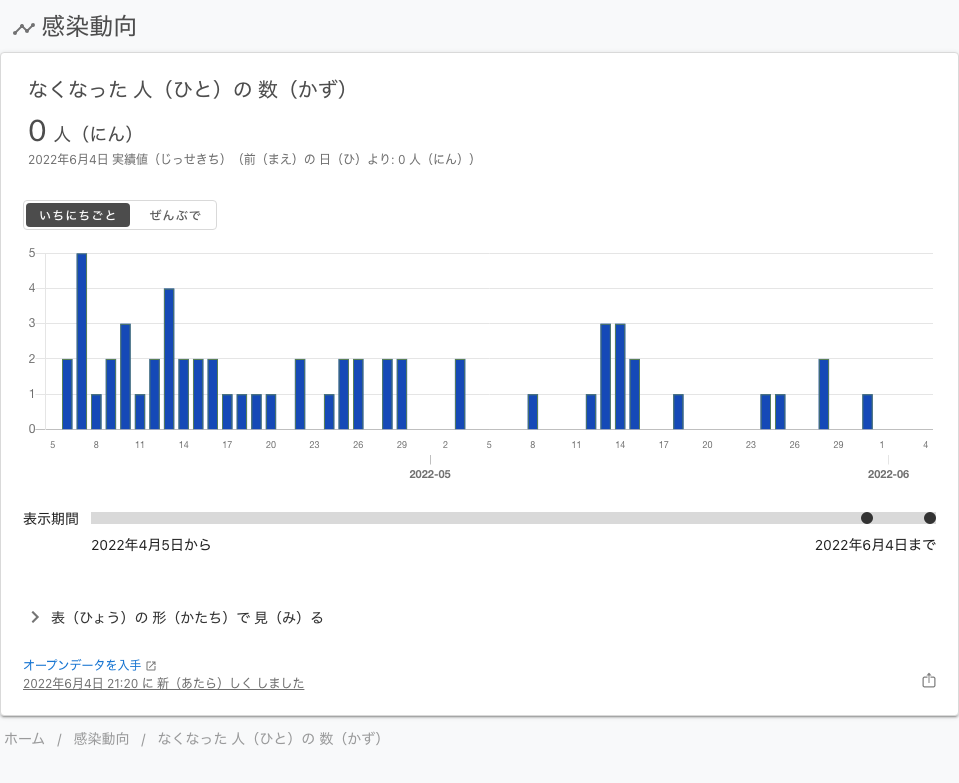 感染動向
なくなった 人（ひと）の 数（かず）
0 人（にん）
2022年6月4日 実績値（じっせきち）（前（まえ）の 日（ひ）より: 0 人（にん））
いちにちごと ぜんぶで
5
4
3
2
1
0
5 8 11 14 17 20 23 26 29 2 5 8 11 14 17 20 23 26 29 1 4
2022-05 2022-06
表示期間
2022年4月5日から 2022年6月4日まで
表（ひょう）の 形（かたち）で 見（み）る
オープンデータを入手
2022年6月4日 21:20 に 新（あたら）しく しました
ホーム / 感染動向 / なくなった 人（ひと）の 数（かず）